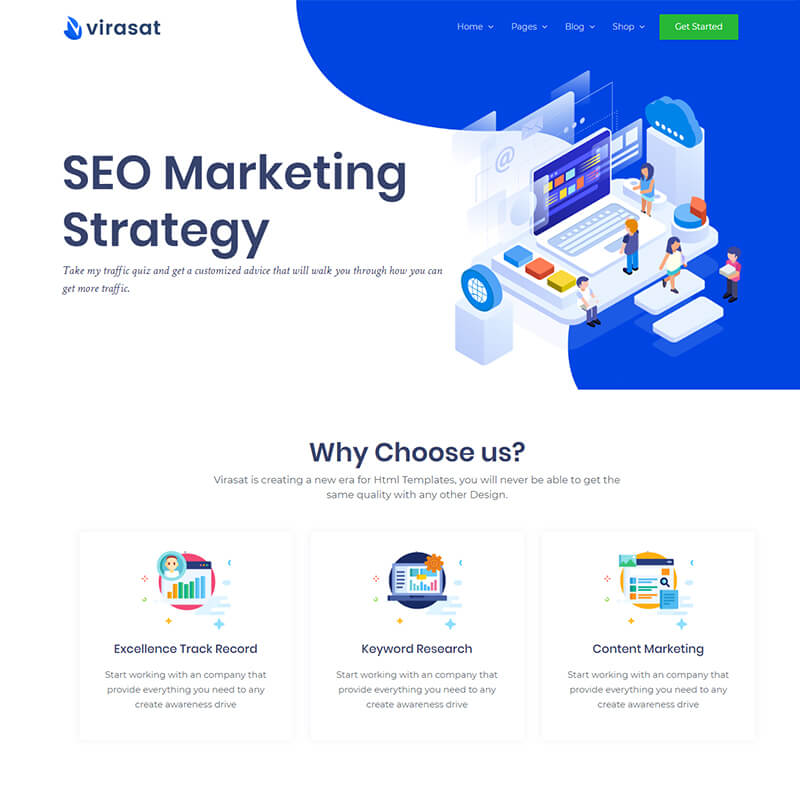 virasat
Home Pages Blog Shop Get Started
SEO Marketing
Strategy
Take my traffic quiz and get a customized advice that will walk you through how you can
get more traffic.
@
Why Choose us?
Virasat is creating a new era for Html Templates, you will never be able to get the
same quality with any other Design.
Excellence Track Record
Start working with an company that
provide everything you need to any
create awareness drive
Keyword Research
Start working with an company that
provide everything you need to any
create awareness drive
Content Marketing
Start working with an company that
provide everything you need to any
create awareness drive